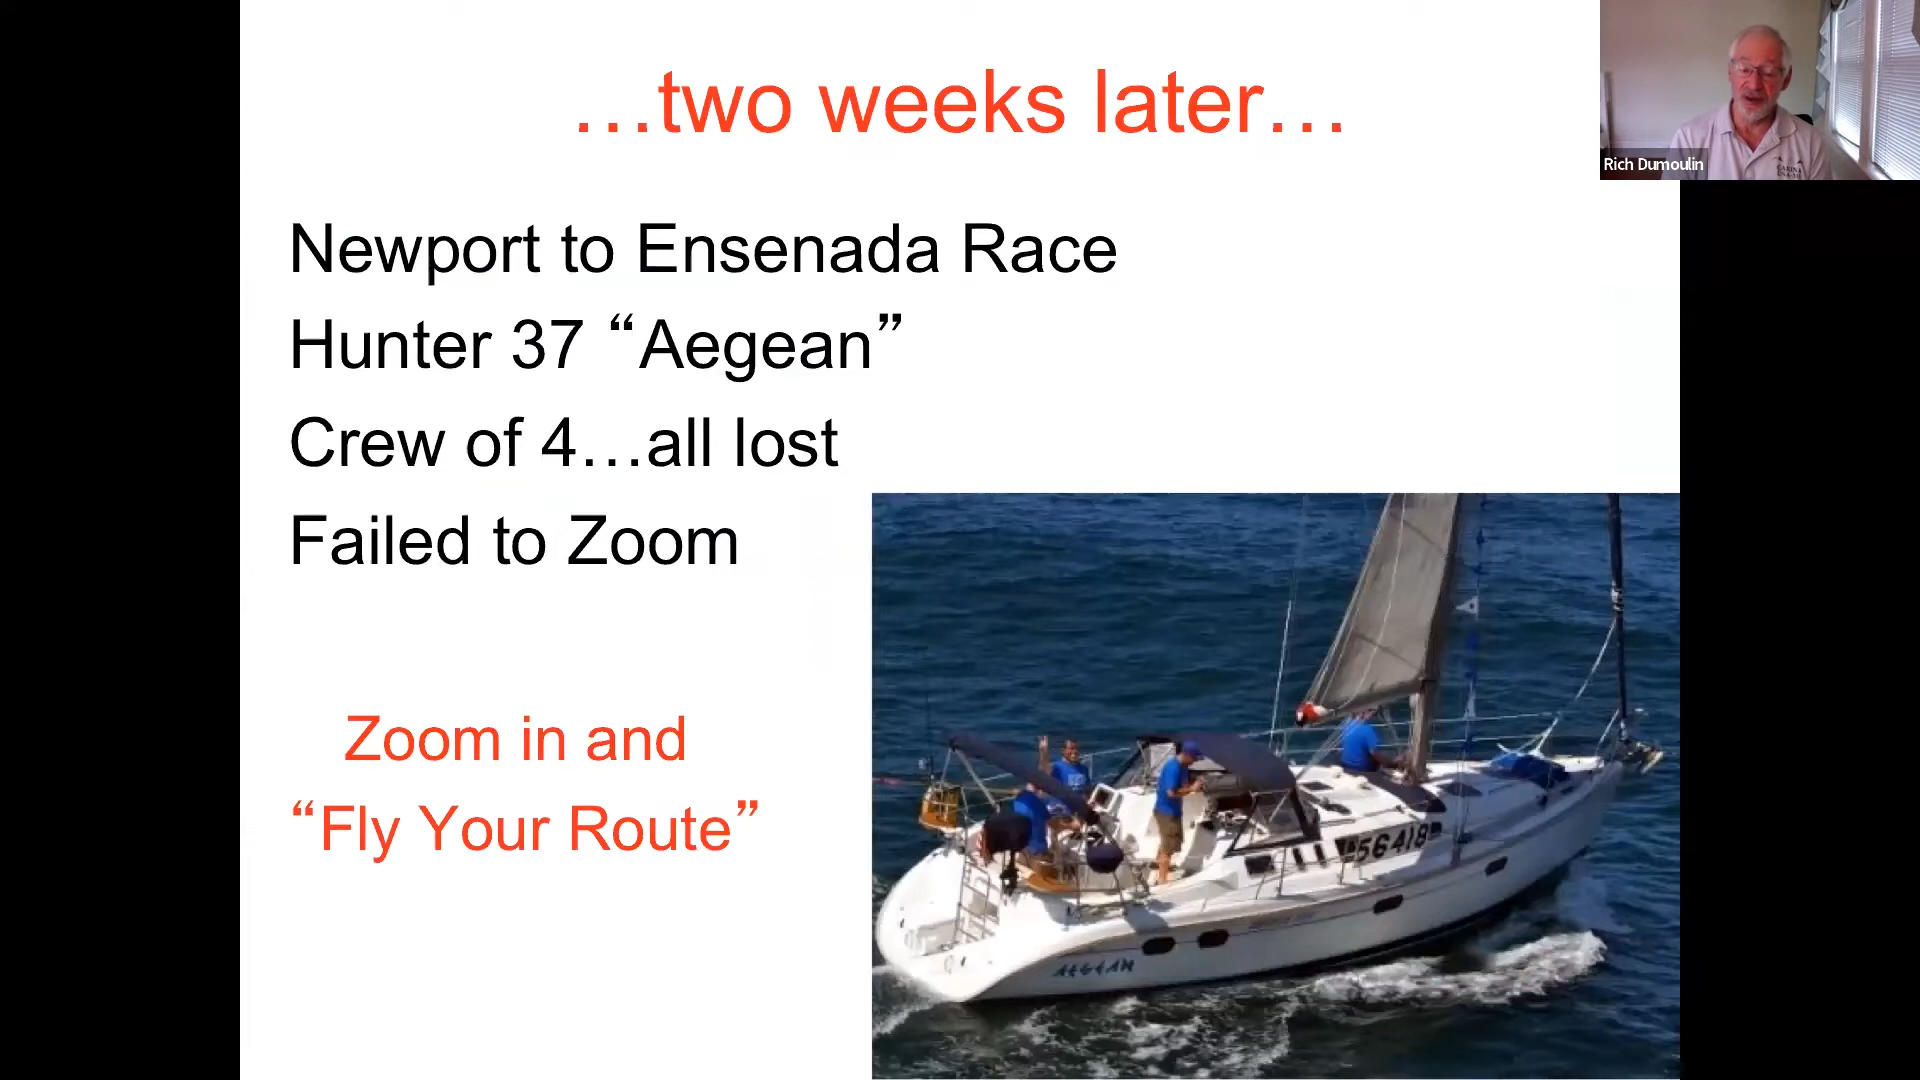 …two weeks later…
Rich Dumoulin
Newport to Ensenada Race
Hunter 37 “Aegean”
Crew of 4…all lost
Failed to Zoom
Zoom in and
“Fly Your Route”
56418
AEGEAN